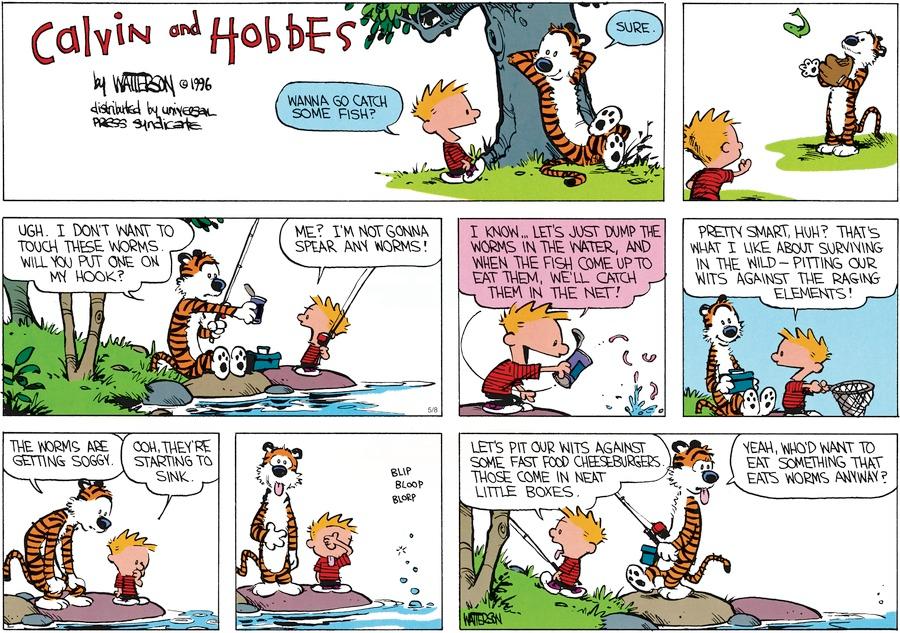 Calvin and Hobbes
by WATTERSON © 1996
distributed by universal
PRESS syndicate
WANNA GO CATCH
SOME FISH?
SURE.
UGH. I DON'T WANT TO
TOUCH THESE WORMS.
WILL YOU PUT ONE ON
MY HOOK?
ME? I'M NOT GONNA
SPEAR ANY WORMS!
5/8
I KNOW... LET'S JUST DUMP THE
WORMS IN THE WATER, AND
WHEN THE FISH COME UP TO
EAT THEM, WE'LL CATCH
THEM IN THE NET!
PRETTY SMART, HUH? THAT'S
WHAT I LIKE ABOUT SURVIVING
IN THE WILD - PITTING OUR
WITS AGAINST THE RAGING
ELEMENTS!
THE WORMS ARE
GETTING SOGGY.
OOH, THEY'RE
STARTING TO
SINK.
BLIP
BLOOP
BLORP
LET'S PIT OUR WITS AGAINST
SOME FAST FOOD CHEESEBURGERS.
THOSE COME IN NEAT
LITTLE BOXES.
YEAH, WHO'D WANT TO
EAT SOMETHING THAT
EATS WORMS ANYWAY?
WATTERSON